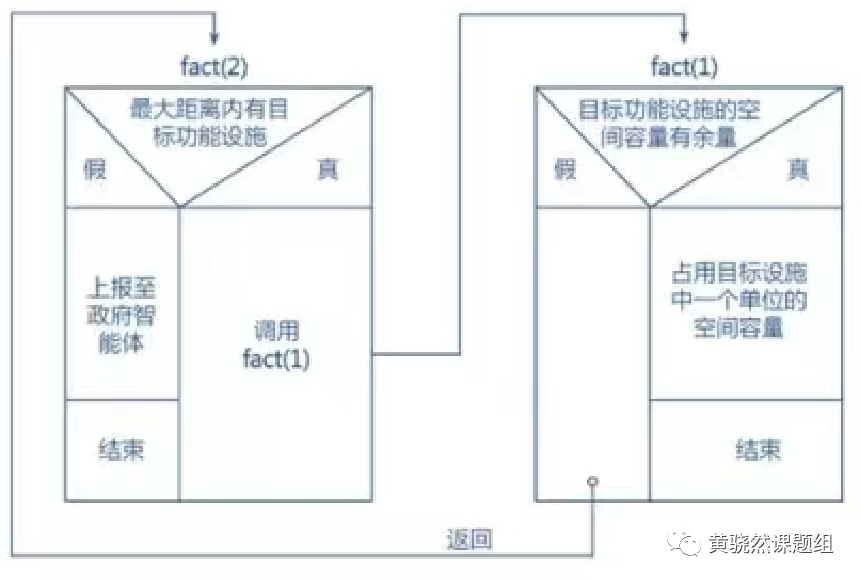 fact(2)
最大距离内有目
标功能设施
假
真
上报至
政府智
能体
调用
fact(1)
结束
fact(1)
目标功能设施的空
间容量有余量
假
真
占用目标设施
中一个单位的
空间容量
结束
返回
黄骁然课题组